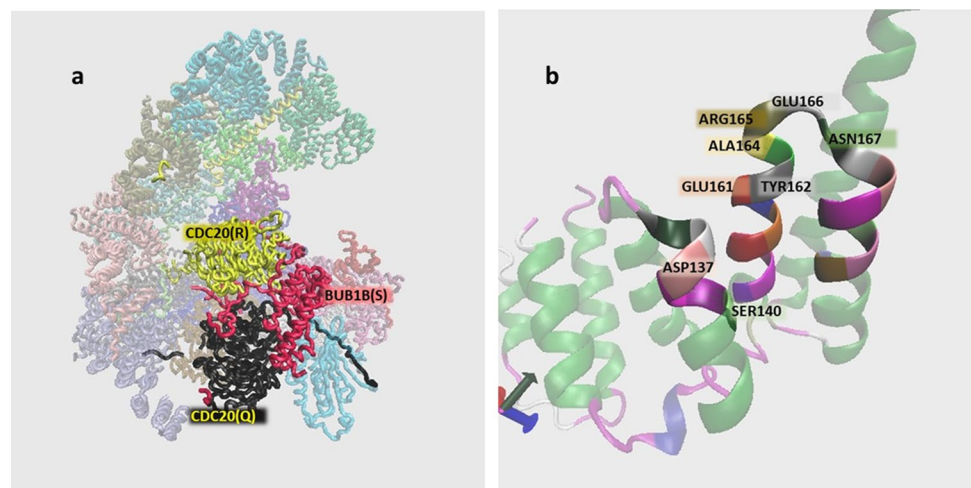 a
CDC20(R)
BUB1B(S)
CDC20(Q)
b
GLU166
ARG165
ASN167
ALA164
GLU161
TYR162
ASP137
SER140